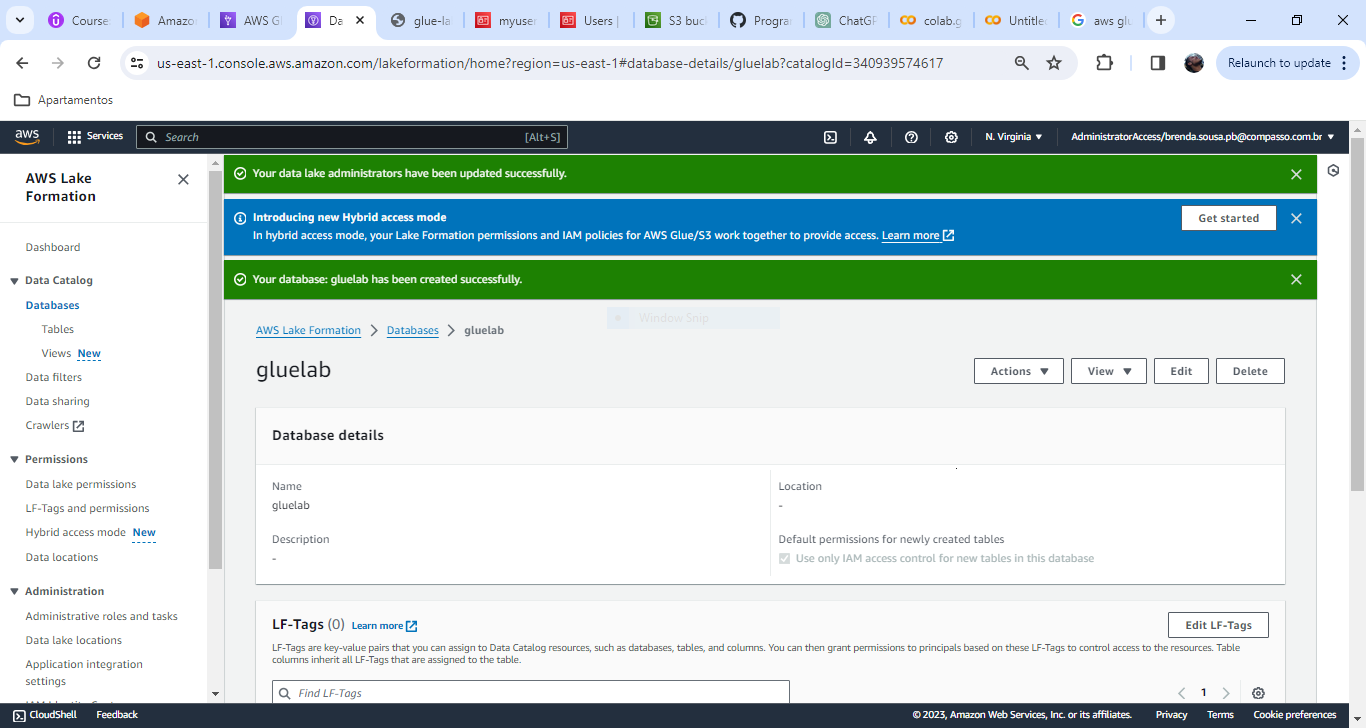 Course
Amazo
AWS Gl
Da
glue-la
myuser
Users |
S3 buc
Progra
ChatGP
colab.g
Untitle
aws glu
us-east-1.console.aws.amazon.com/lakeformation/home?region=us-east-1#database-details/gluelab?catalogId=340939574617
Relaunch to update
Apartamentos
aws
Services
Search
[Alt+S]
N. Virginia
AdministratorAccess/brenda.sousa.pb@compasso.com.br
AWS Lake
Formation
Dashboard
Data Catalog
Databases
Tables
Views New
Data filters
Data sharing
Crawlers
Permissions
Data lake permissions
LF-Tags and permissions
Hybrid access mode New
Data locations
Administration
Administrative roles and tasks
Data lake locations
Application integration
settings
Your data lake administrators have been updated successfully.
Introducing new Hybrid access mode
In hybrid access mode, your Lake Formation permissions and IAM policies for AWS Glue/S3 work together to provide access. Learn more
Get started
Your database: gluelab has been created successfully.
Window Snip
AWS Lake Formation > Databases > gluelab
gluelab
Actions
View
Edit
Delete
Database details
Name
gluelab
Description
-
Location
-
Default permissions for newly created tables
Use only IAM access control for new tables in this database
LF-Tags (0) Learn more
Edit LF-Tags
LF-Tags are key-value pairs that you can assign to Data Catalog resources, such as databases, tables, and columns. You can then grant permissions to principals based on these LF-Tags to control access to the resources. Table
columns inherit all LF-Tags that are assigned to the table.
Find LF-Tags
1
CloudShell
Feedback
© 2023, Amazon Web Services, Inc. or its affiliates.
Privacy
Terms
Cookie preferences